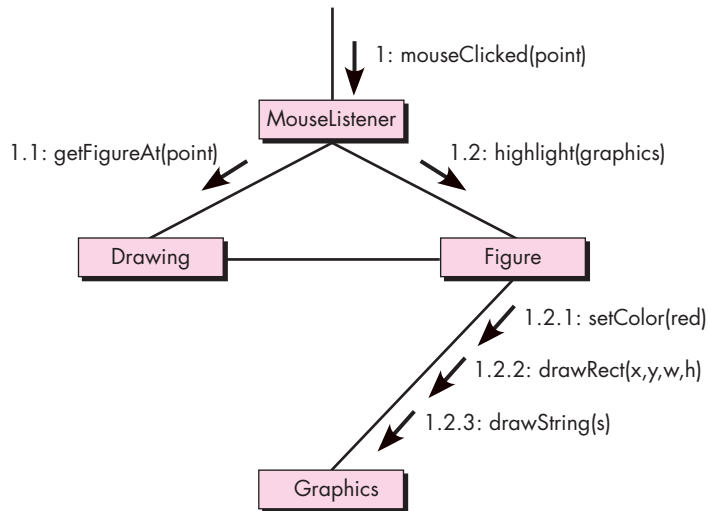 1: mouseClicked(point)
MouseListener
1.1: getFigureAt(point)
1.2: highlight(graphics)
Drawing
Figure
1.2.1: setColor(red)
1.2.2: drawRect(x,y,w,h)
1.2.3: drawString(s)
Graphics